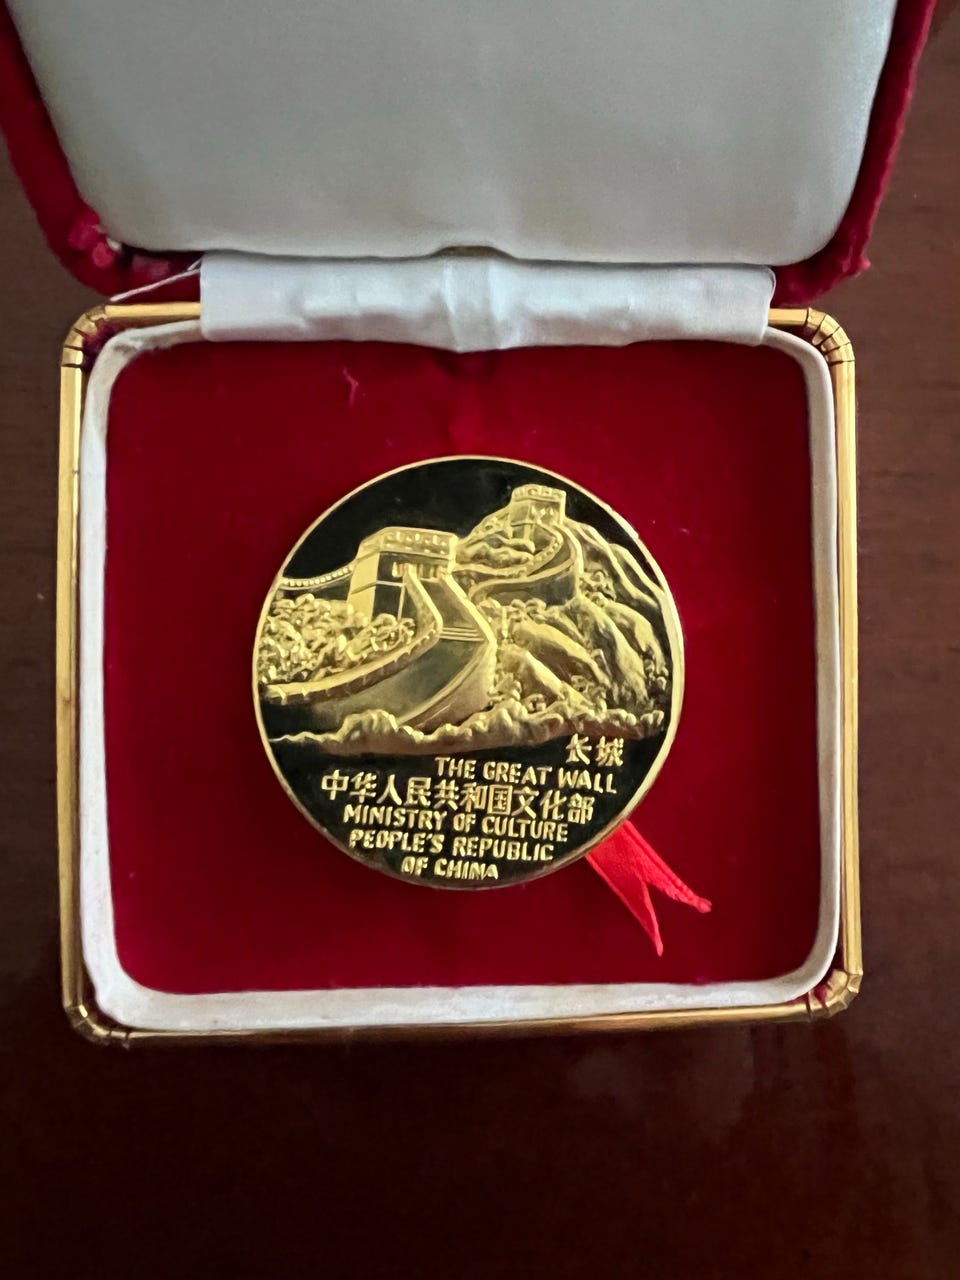 长城
THE GREAT WALL
中华人民共和国文化部
MINISTRY OF CULTURE
PEOPLE'S REPUBLIC
OF CHINA